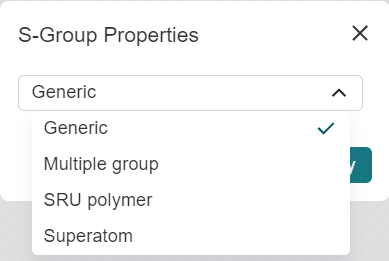 S-Group Properties
Generic
Generic
Multiple group
SRU polymer
Superatom